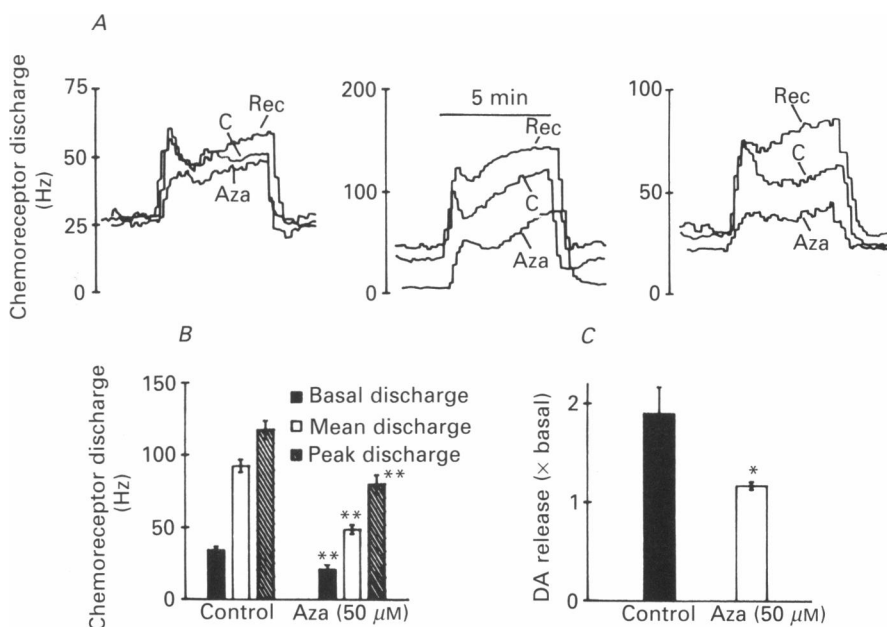 A
Chemoreceptor discharge
(Hz)
75
50
25
0
C
Rec
Aza
200
100
0
5 min
Rec
C
Aza
100
50
0
Rec
C
Aza
B
Chemoreceptor discharge
(Hz)
150
100
50
0
Basal discharge
Mean discharge
Peak discharge
**
**
**
Control
Aza (50 μM)
C
DA release (× basal)
2
1
0
*
Control
Aza (50 μM)